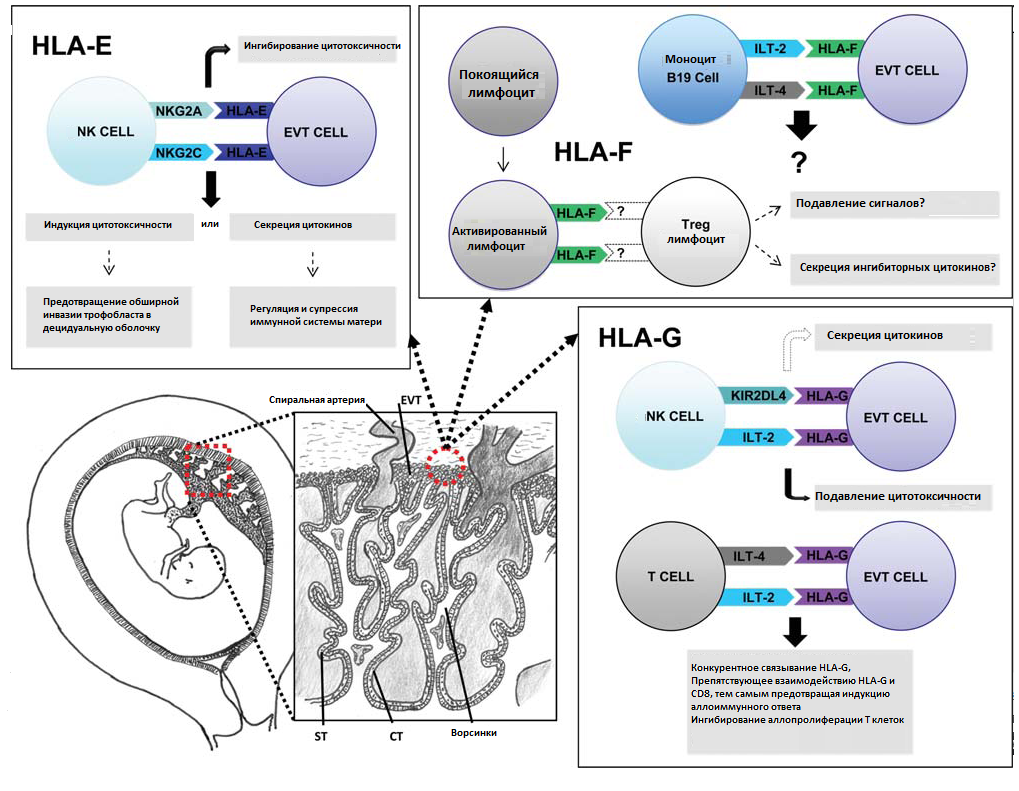 HLA-E
Ингибирование цитотоксичности
NK CELL
NKG2A
HLA-E
EVT CELL
NKG2C
HLA-E
Индукция цитотоксичности
или
Секреция цитокинов
Предотвращение обширной
инвазии трофобласта в
децидуальную оболочку
Регуляция и супрессия
иммунной системы матери
Покоящийся
лимфоцит
Моноцит
B19 Cell
ILT-2
HLA-F
ILT-4
HLA-F
EVT CELL
?
HLA-F
Активированный
лимфоцит
HLA-F
?
HLA-F
?
Treg
лимфоцит
Подавление сигналов?
Секреция ингибиторных цитокинов?
HLA-G
Секреция цитокинов
NK CELL
KIR2DL4
HLA-G
ILT-2
HLA-G
EVT CELL
Подавление цитотоксичности
T CELL
ILT-4
HLA-G
ILT-2
HLA-G
EVT CELL
Конкурентное связывание HLA-G,
Препятствующее взаимодействию HLA-G и
CD8, тем самым предотвращая индукцию
аллоиммунного ответа
Ингибирование аллопролиферации Т клеток
Спиральная артерия
EVT
ST
CT
Ворсинки